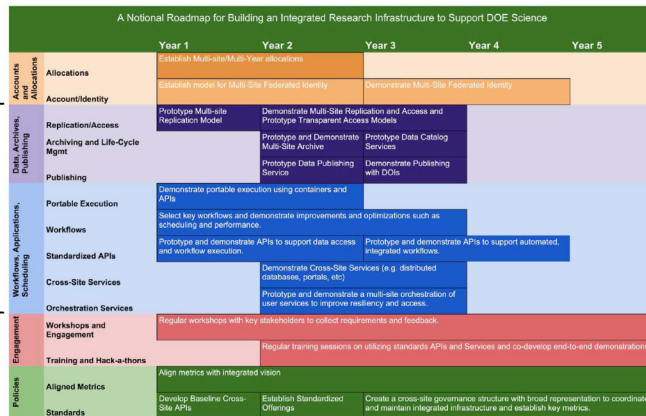 A Notional Roadmap for Building an Integrated Research Infrastructure to Support DOE Science
Year 1 Year 2 Year 3 Year 4 Year 5
Accounts and Allocations
Allocations
Establish Multi-site/Multi-Year allocations
Account/Identity
Establish model for Multi-Site Federated Identity
Demonstrate Multi-Site Federated Identity
Data, Archives, Publishing
Replication/Access
Prototype Multi-site
Replication Model
Demonstrate Multi-Site Replication and Access and
Prototype Transparent Access Models
Archiving and Life-Cycle
Mgmt
Prototype and Demonstrate
Multi-Site Archive
Prototype Data Catalog
Services
Publishing
Prototype Data Publishing
Service
Demonstrate Publishing
with DOIs
Workflows, Applications, Scheduling
Portable Execution
Demonstrate portable execution using containers and
APIs
Workflows
Select key workflows and demonstrate improvements and optimizations such as
scheduling and performance.
Standardized APIs
Prototype and demonstrate APIs to support data access
and workflow execution.
Prototype and demonstrate APIs to support automated,
integrated workflows.
Cross-Site Services
Demonstrate Cross-Site Services (e.g. distributed
databases, portals, etc)
Orchestration Services
Prototype and demonstrate a multi-site orchestration of
user services to improve resiliency and access.
Engagement
Workshops and
Engagement
Regular workshops with key stakeholders to collect requirements and feedback.
Training and Hack-a-thons
Regular training sessions on utilizing standards APIs and Services and co-develop end-to-end demonstrations
Policies
Aligned Metrics
Align metrics with integrated vision
Standards
Develop Baseline Cross-
Site APIs
Establish Standardized
Offerings
Create a cross-site governance structure with broad representation to coordinate
and maintain integrated infrastructure and establish key metrics.